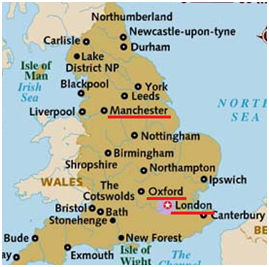 Northumberland
Newcastle-upon-tyne
Carlisle
Durham
Lake
District NP
Isle of
Man
Irish
Sea
Blackpool
York
Leeds
Liverpool
Manchester
NORTH
SEA
Nottingham
Birmingham
Shropshire
Northampton
WALES
The
Cotswolds
Oxford
Ipswich
London
Bristol
Bath
Canterbury
Stonehenge
Bude
New Forest
Exmouth
Isle of
Wight
The
Channel
BE